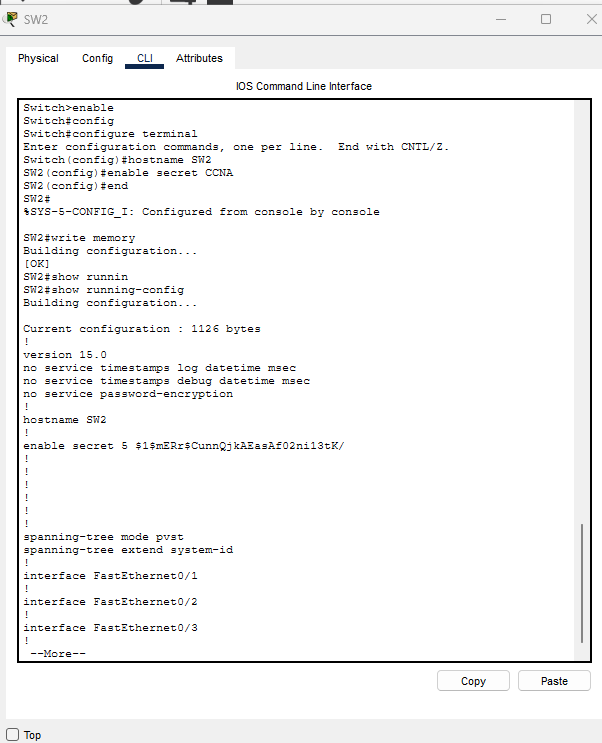 SW2
Physical Config CLI Attributes
IOS Command Line Interface
Switch>enable
Switch#config
Switch#configure terminal
Enter configuration commands, one per line.  End with CNTL/Z.
Switch(config)#hostname SW2
SW2(config)#enable secret CCNA
SW2(config)#end
SW2#
%SYS-5-CONFIG_I: Configured from console by console
SW2#write memory
Building configuration...
[OK]
SW2#show runnin
SW2#show running-config
Building configuration...
Current configuration : 1126 bytes
!
version 15.0
no service timestamps log datetime msec
no service timestamps debug datetime msec
no service password-encryption
!
hostname SW2
!
enable secret 5 $1$mERr$CunnQjkAEasAf02ni13tK/
!
!
!
!
!
!
spanning-tree mode pvst
spanning-tree extend system-id
!
interface FastEthernet0/1
!
interface FastEthernet0/2
!
interface FastEthernet0/3
!
--More--
Copy Paste
Top